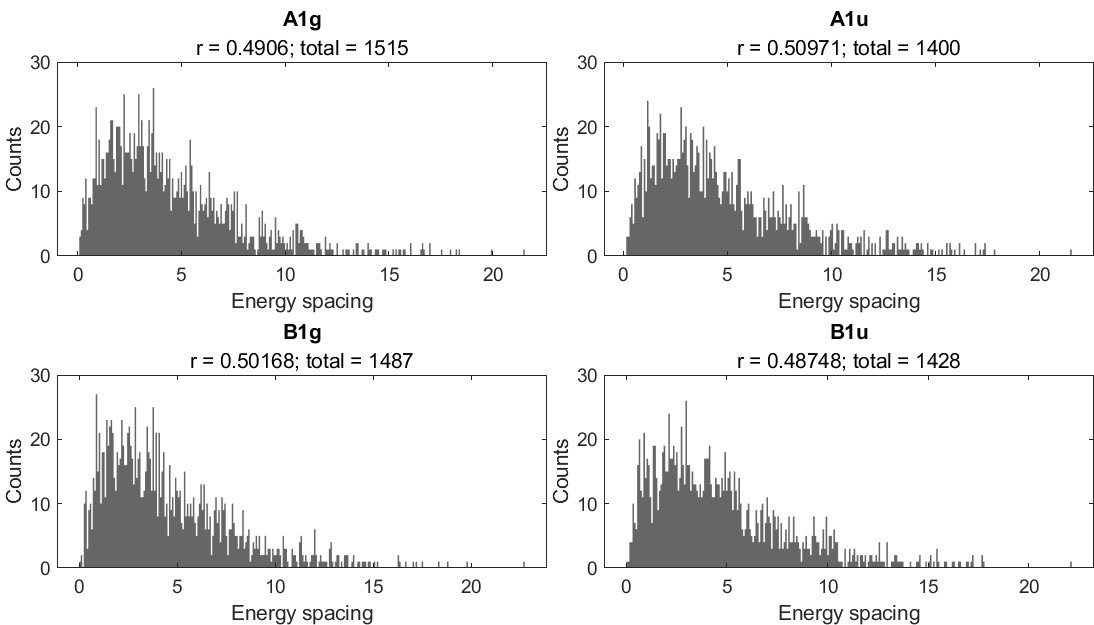 A1g
r = 0.4906; total = 1515
30
20
10
0
Counts
0 5 10 15 20
Energy spacing
A1u
r = 0.50971; total = 1400
30
20
10
0
Counts
0 5 10 15 20
Energy spacing
B1g
r = 0.50168; total = 1487
30
20
10
0
Counts
0 5 10 15 20
Energy spacing
B1u
r = 0.48748; total = 1428
30
20
10
0
Counts
0 5 10 15 20
Energy spacing